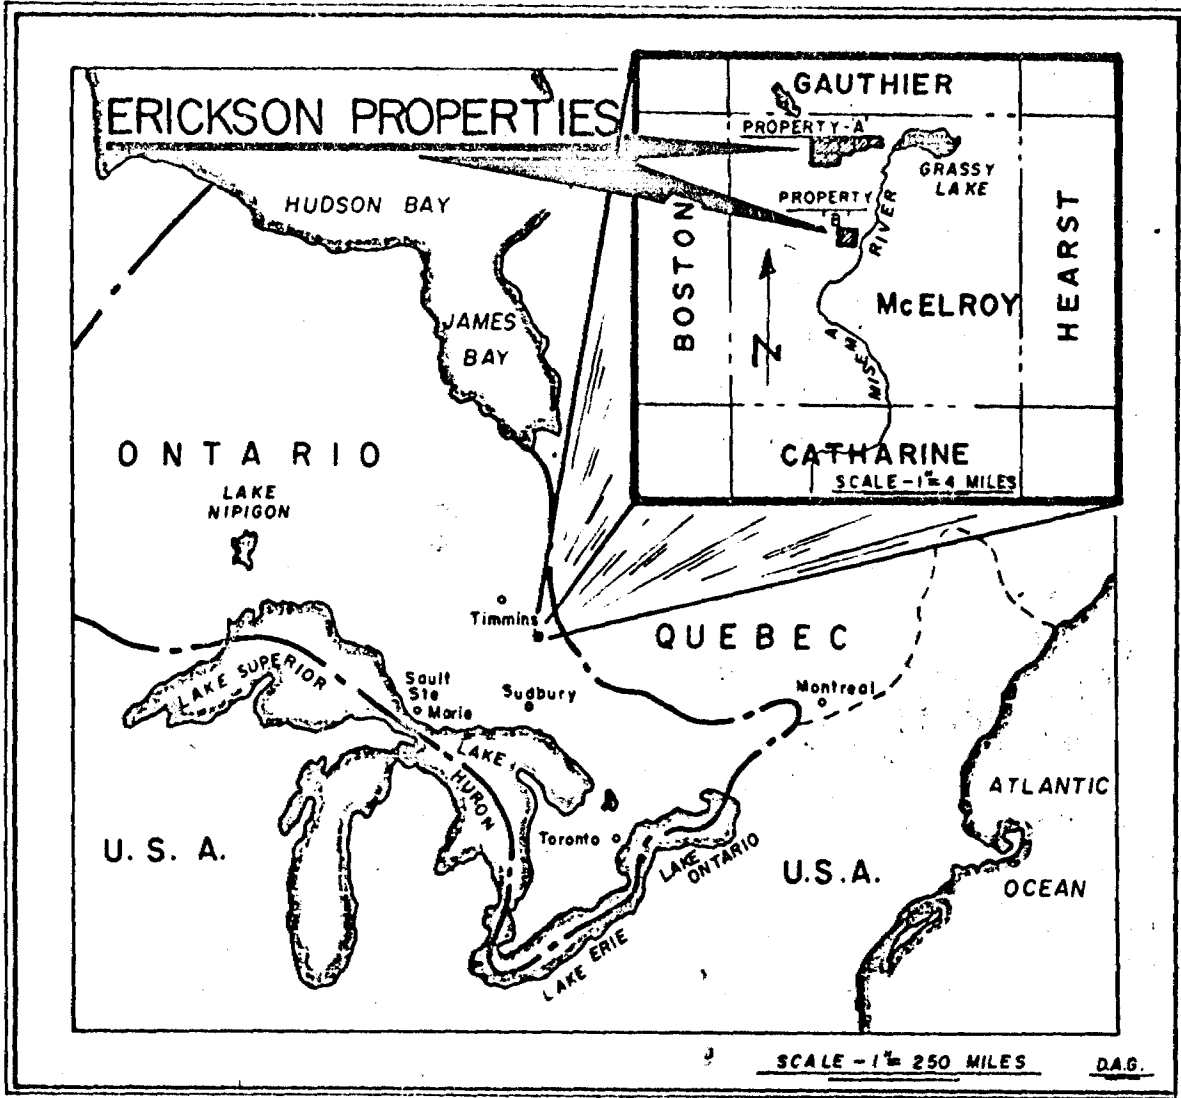 ERICKSON PROPERTIES
GAUTHIER
PROPERTY-A
GRASSY
LAKE
PROPERTY
B
RIVER
BOSTON
HEARST
McELROY
N
MISEMA
CATHARINE
SCALE-1"=4 MILES
HUDSON BAY
JAMES
BAY
ONTARIO
LAKE
NIPIGON
Timmins
QUEBEC
LAKE SUPERIOR
Sault
Ste
Marie
Sudbury
Montreal
LAKE
HURON
ATLANTIC
OCEAN
Toronto
LAKE
ONTARIO
U.S.A.
U.S.A.
LAKE ERIE
SCALE-1"=250 MILES
D.A.G.